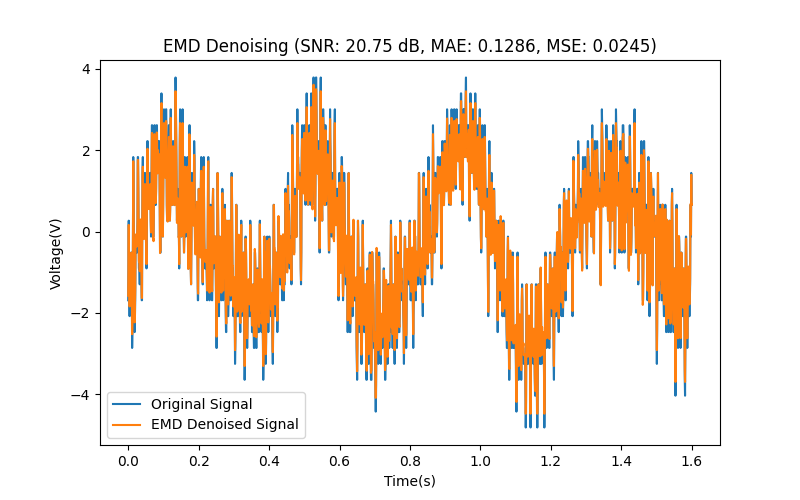 EMD Denoising (SNR: 20.75 dB, MAE: 0.1286, MSE: 0.0245)
4
2
0
−2
−4
Voltage(V)
Original Signal
EMD Denoised Signal
0.0 0.2 0.4 0.6 0.8 1.0 1.2 1.4 1.6
Time(s)